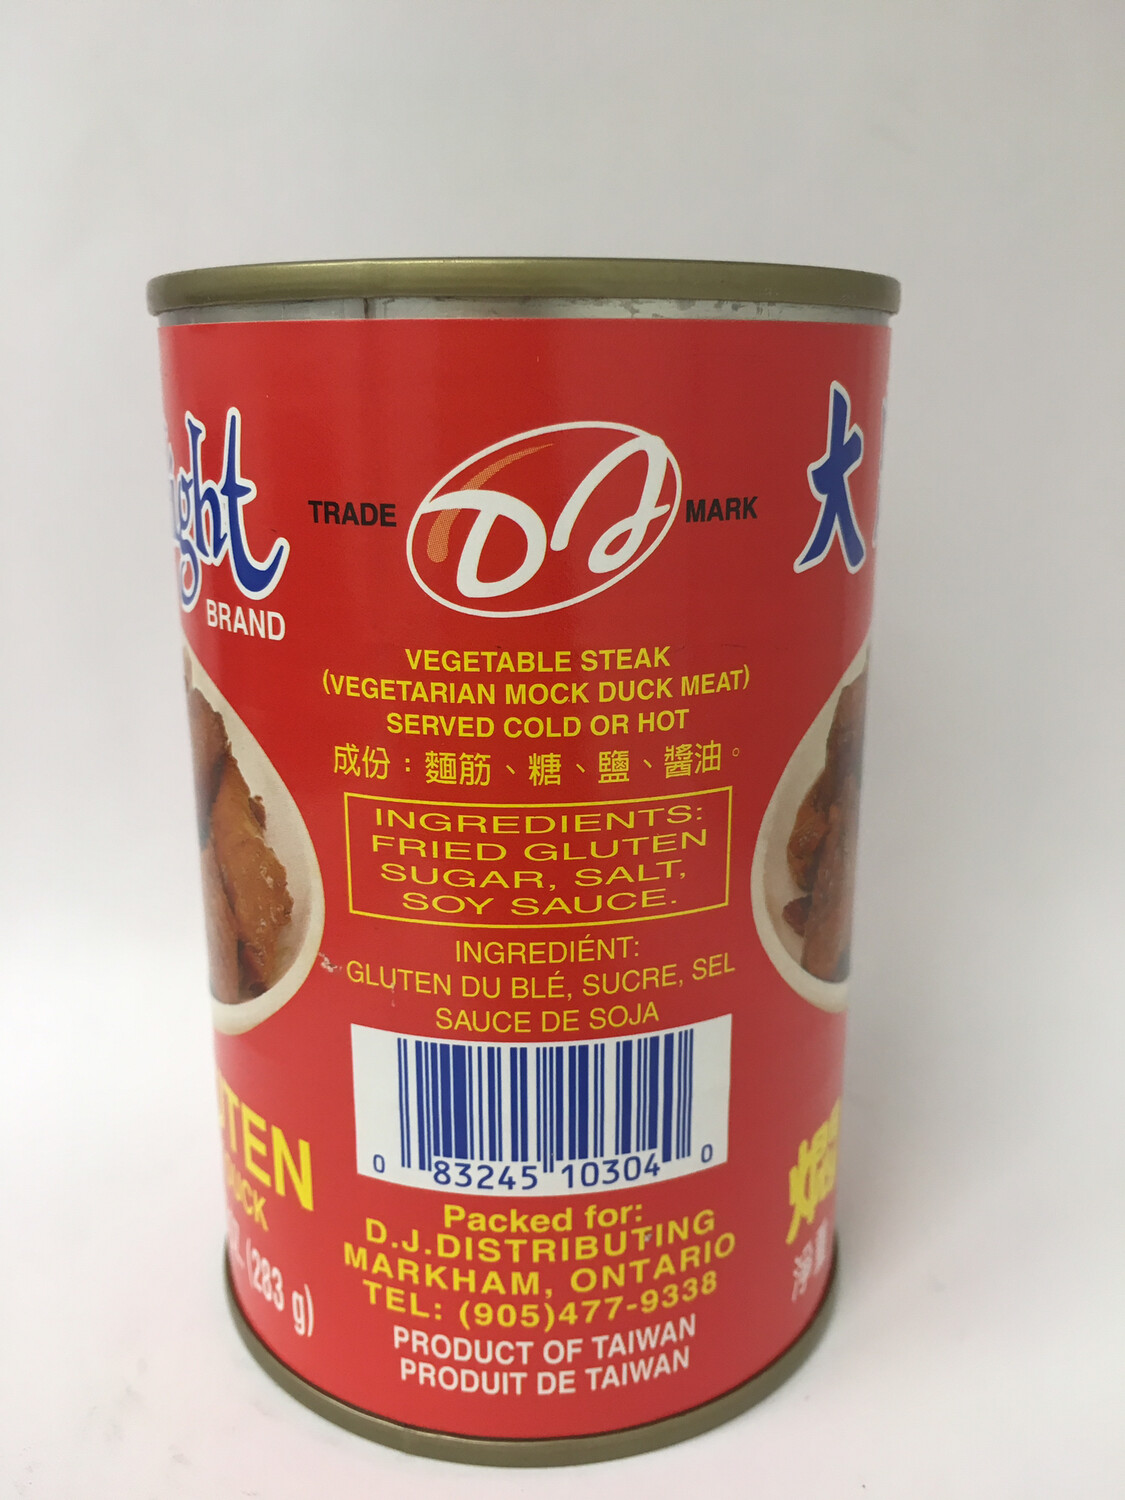 BRAND
TRADE DJ MARK
大
VEGETABLE STEAK
(VEGETARIAN MOCK DUCK MEAT)
SERVED COLD OR HOT
成份：麵筋、糖、鹽、醬油。
INGREDIENTS:
FRIED GLUTEN
SUGAR, SALT,
SOY SAUCE.
INGREDIÉNT:
GLUTEN DU BLÉ, SUCRE, SEL
SAUCE DE SOJA
0 83245 10304 0
Packed for:
D.J.DISTRIBUTING
MARKHAM, ONTARIO
TEL: (905)477-9338
PRODUCT OF TAIWAN
PRODUIT DE TAIWAN
(283 g)